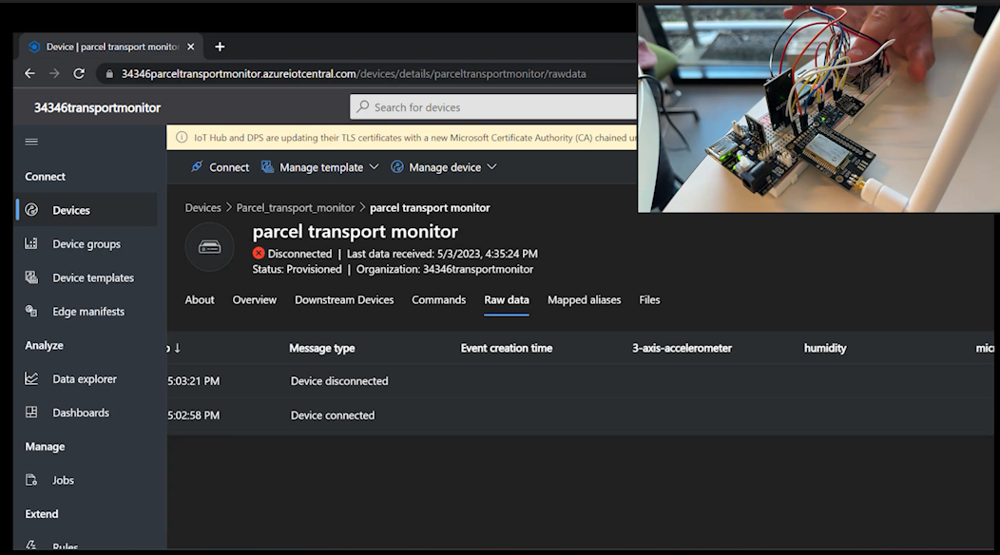 Device | parcel transport monitor
34346parceltransportmonitor.azureiotcentral.com/devices/details/parceltransportmonitor/rawdata
34346transportmonitor
Search for devices
IoT Hub and DPS are updating their TLS certificates with a new Microsoft Certificate Authority (CA) chained
Connect
Manage template
Manage device
Connect
Devices
Device groups
Device templates
Edge manifests
Analyze
Data explorer
Dashboards
Manage
Jobs
Extend
Rules
Devices > Parcel_transport_monitor > parcel transport monitor
parcel transport monitor
Disconnected | Last data received: 5/3/2023, 4:35:24 PM
Status: Provisioned | Organization: 34346transportmonitor
About Overview Downstream Devices Commands Raw data Mapped aliases Files
↓ Message type Event creation time 3-axis-accelerometer humidity
5:03:21 PM Device disconnected
5:02:58 PM Device connected